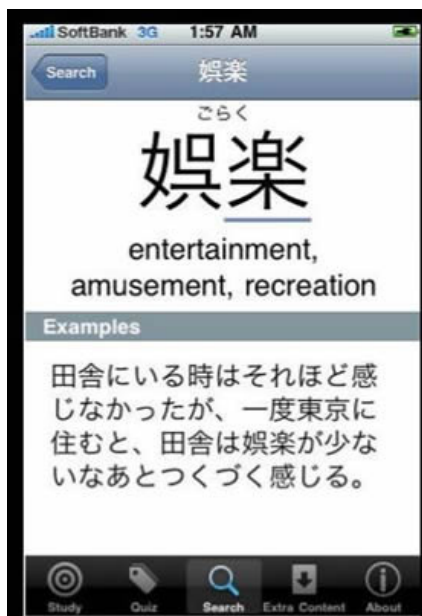 SoftBank 3G 1:57 AM
Search 娯楽
ごらく
娯楽
entertainment,
amusement, recreation
Examples
田舎にいる時はそれほど感
じなかったが、一度東京に
住むと、田舎は娯楽が少な
いなあとつくづく感じる。
Study Quiz Search Extra Content About